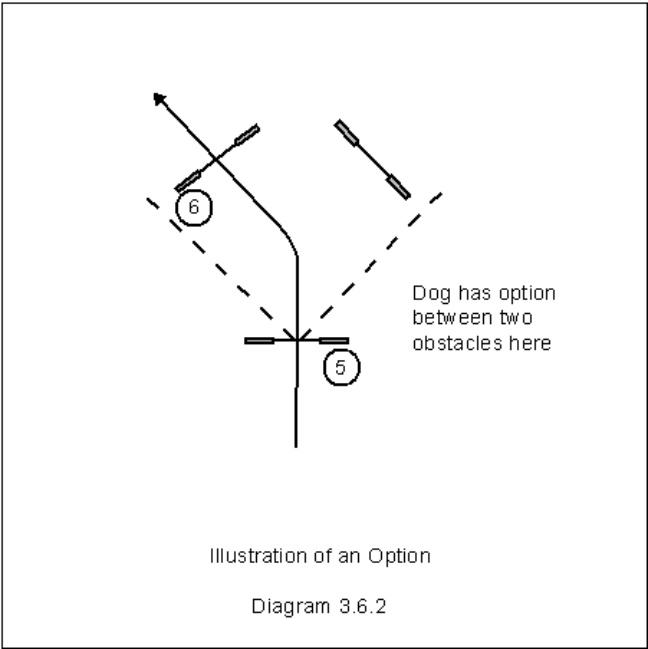 6
Dog has option
between two
obstacles here
5
Illustration of an Option
Diagram 3.6.2